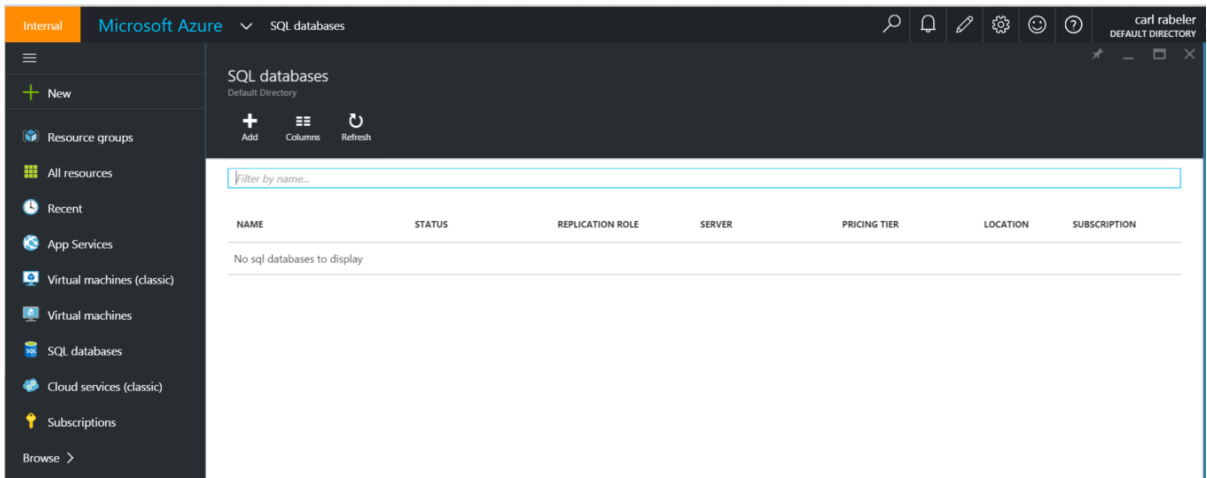 Internal
Microsoft Azure
SQL databases
carl rabeler
DEFAULT DIRECTORY
New
Resource groups
All resources
Recent
App Services
Virtual machines (classic)
Virtual machines
SQL databases
Cloud services (classic)
Subscriptions
Browse >
SQL databases
Default Directory
Add Columns Refresh
Filter by name...
NAME STATUS REPLICATION ROLE SERVER PRICING TIER LOCATION SUBSCRIPTION
No sql databases to display